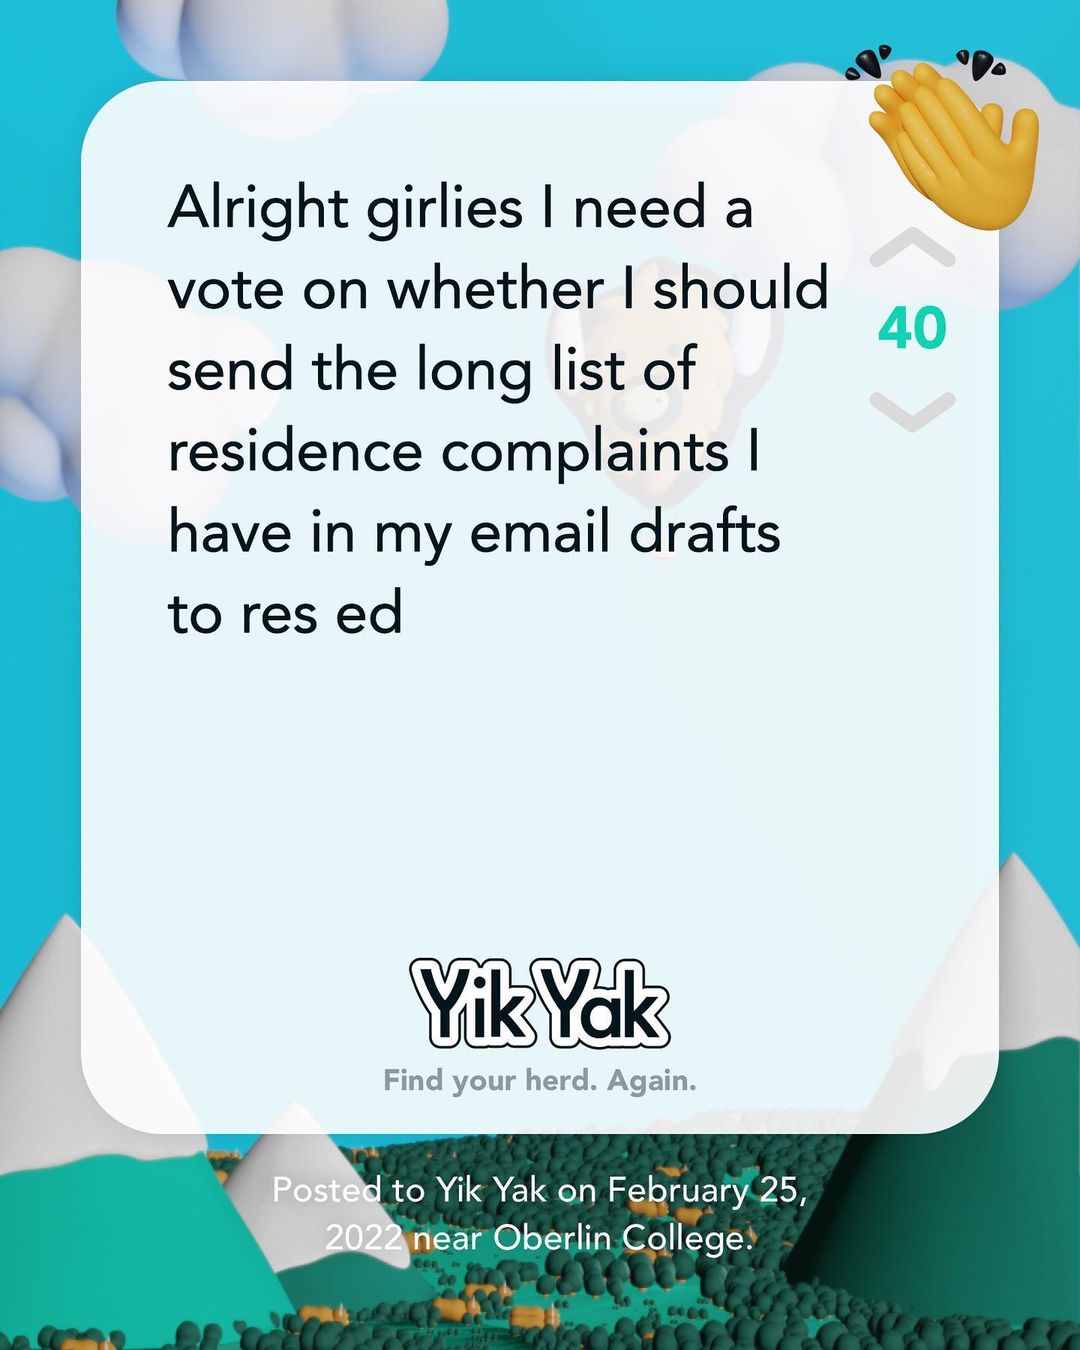 Alright girlies I need a
vote on whether I should
send the long list of
residence complaints I
have in my email drafts
to res ed
40
Yik Yak
Find your herd. Again.
Posted to Yik Yak on February 25,
2022 near Oberlin College.